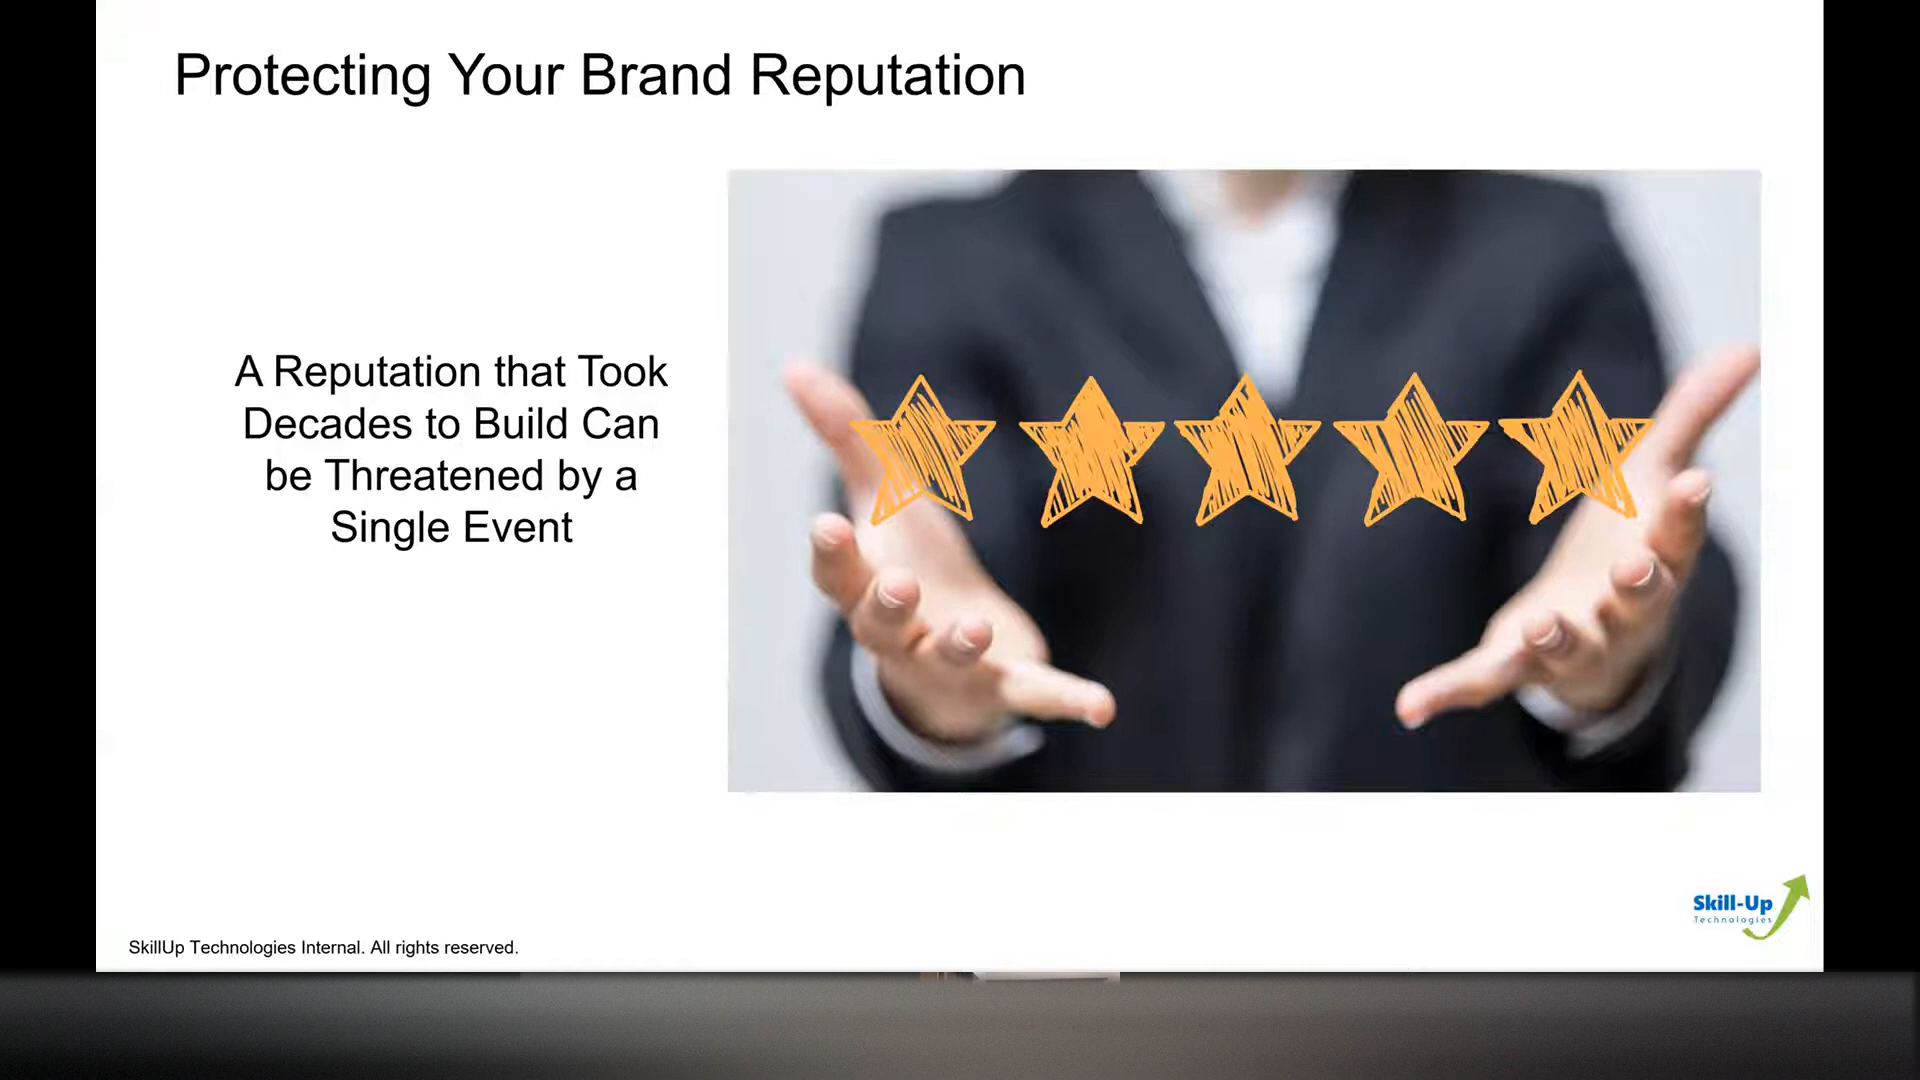 Protecting Your Brand Reputation
A Reputation that Took
Decades to Build Can
be Threatened by a
Single Event
Skill-Up
Technologies
SkillUp Technologies Internal. All rights reserved.